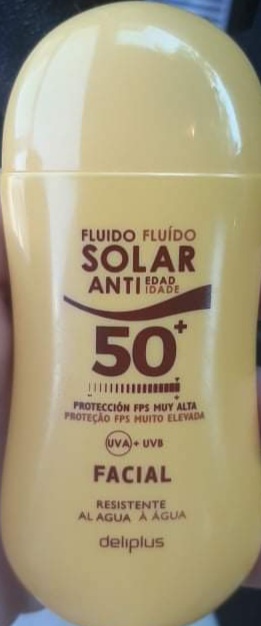 FLUIDO FLUÍDO
SOLAR
ANTI EDAD IDADE
50+
PROTECCIÓN FPS MUY ALTA
PROTEÇÃO FPS MUITO ELEVADA
UVA + UVB
FACIAL
RESISTENTE
AL AGUA À ÁGUA
deliplus